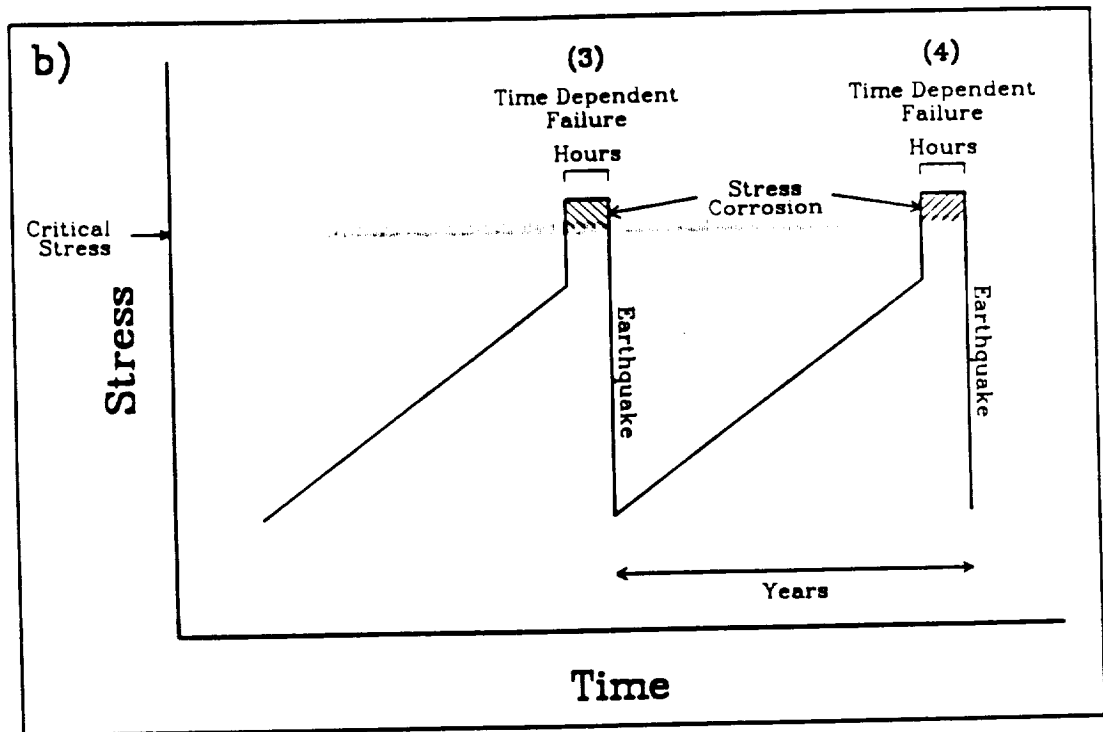 b)
(3)
Time Dependent
Failure
Hours
(4)
Time Dependent
Failure
Hours
Stress
Corrosion
Critical
Stress
Stress
Earthquake
Earthquake
Years
Time